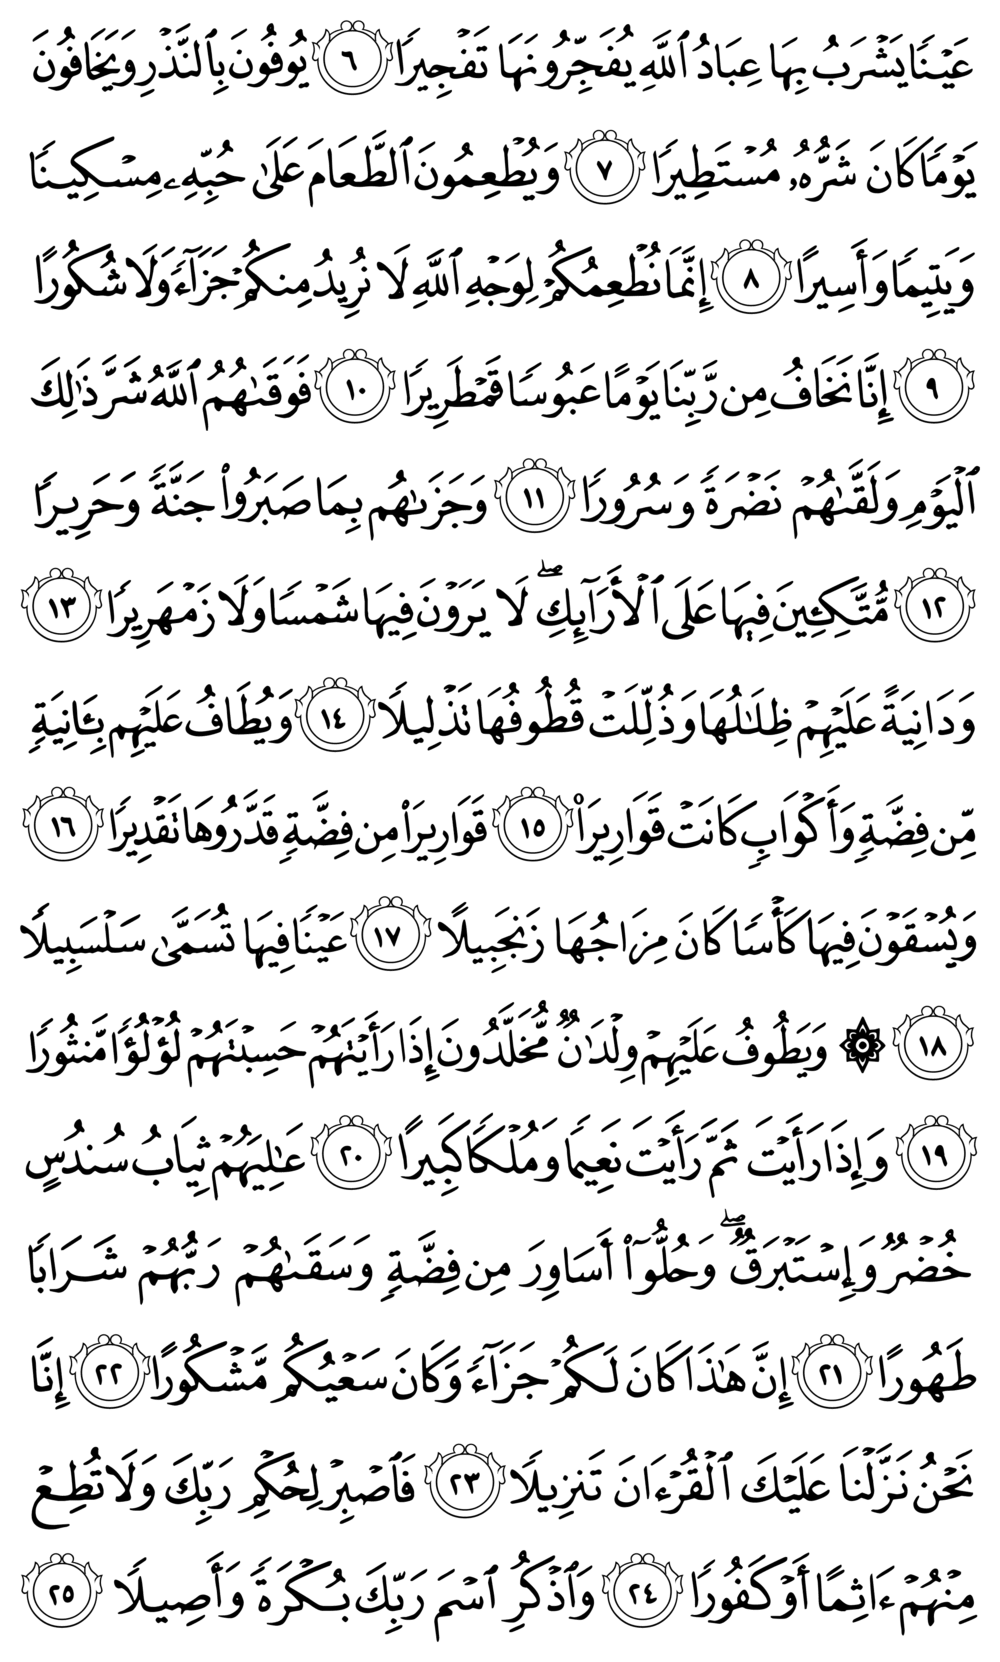 عَيۡنٗا يَشۡرَبُ بِهَا عِبَادُ ٱللَّهِ يُفَجِّرُونَهَا تَفۡجِيرٗا ٦ يُوفُونَ بِٱلنَّذۡرِ وَيَخَافُونَ
يَوۡمٗا كَانَ شَرُّهُۥ مُسۡتَطِيرٗا ٧ وَيُطۡعِمُونَ ٱلطَّعَامَ عَلَىٰ حُبِّهِۦ مِسۡكِينٗا
وَيَتِيمٗا وَأَسِيرًا ٨ إِنَّمَا نُطۡعِمُكُمۡ لِوَجۡهِ ٱللَّهِ لَا نُرِيدُ مِنكُمۡ جَزَآءٗ وَلَا شُكُورًا
٩ إِنَّا نَخَافُ مِن رَّبِّنَا يَوۡمًا عَبُوسٗا قَمۡطَرِيرٗا ١٠ فَوَقَىٰهُمُ ٱللَّهُ شَرَّ ذَٰلِكَ
ٱلۡيَوۡمِ وَلَقَّىٰهُمۡ نَضۡرَةٗ وَسُرُورٗا ١١ وَجَزَىٰهُم بِمَا صَبَرُواْ جَنَّةٗ وَحَرِيرٗا
١٢ مُّتَّكِـِٔينَ فِيهَا عَلَى ٱلۡأَرَآئِكِۖ لَا يَرَوۡنَ فِيهَا شَمۡسٗا وَلَا زَمۡهَرِيرٗا ١٣
وَدَانِيَةً عَلَيۡهِمۡ ظِلَٰلُهَا وَذُلِّلَتۡ قُطُوفُهَا تَذۡلِيلٗا ١٤ وَيُطَافُ عَلَيۡهِم بِـَٔانِيَةٖ
مِّن فِضَّةٖ وَأَكۡوَابٖ كَانَتۡ قَوَارِيرَا۠ ١٥ قَوَارِيرَاْ مِن فِضَّةٖ قَدَّرُوهَا تَقۡدِيرٗا ١٦
وَيُسۡقَوۡنَ فِيهَا كَأۡسٗا كَانَ مِزَاجُهَا زَنجَبِيلًا ١٧ عَيۡنٗا فِيهَا تُسَمَّىٰ سَلۡسَبِيلٗا
١٨ ۞ وَيَطُوفُ عَلَيۡهِمۡ وِلۡدَٰنٞ مُّخَلَّدُونَ إِذَا رَأَيۡتَهُمۡ حَسِبۡتَهُمۡ لُؤۡلُؤٗا مَّنثُورٗا
١٩ وَإِذَا رَأَيۡتَ ثَمَّ رَأَيۡتَ نَعِيمٗا وَمُلۡكٗا كَبِيرًا ٢٠ عَٰلِيَهُمۡ ثِيَابُ سُندُسٍ
خُضۡرٞ وَإِسۡتَبۡرَقٞۖ وَحُلُّوٓاْ أَسَاوِرَ مِن فِضَّةٖ وَسَقَىٰهُمۡ رَبُّهُمۡ شَرَابٗا
طَهُورًا ٢١ إِنَّ هَٰذَا كَانَ لَكُمۡ جَزَآءٗ وَكَانَ سَعۡيُكُم مَّشۡكُورًا ٢٢ إِنَّا
نَحۡنُ نَزَّلۡنَا عَلَيۡكَ ٱلۡقُرۡءَانَ تَنزِيلٗا ٢٣ فَٱصۡبِرۡ لِحُكۡمِ رَبِّكَ وَلَا تُطِعۡ
مِنۡهُمۡ ءَاثِمًا أَوۡ كَفُورٗا ٢٤ وَٱذۡكُرِ ٱسۡمَ رَبِّكَ بُكۡرَةٗ وَأَصِيلٗا ٢٥